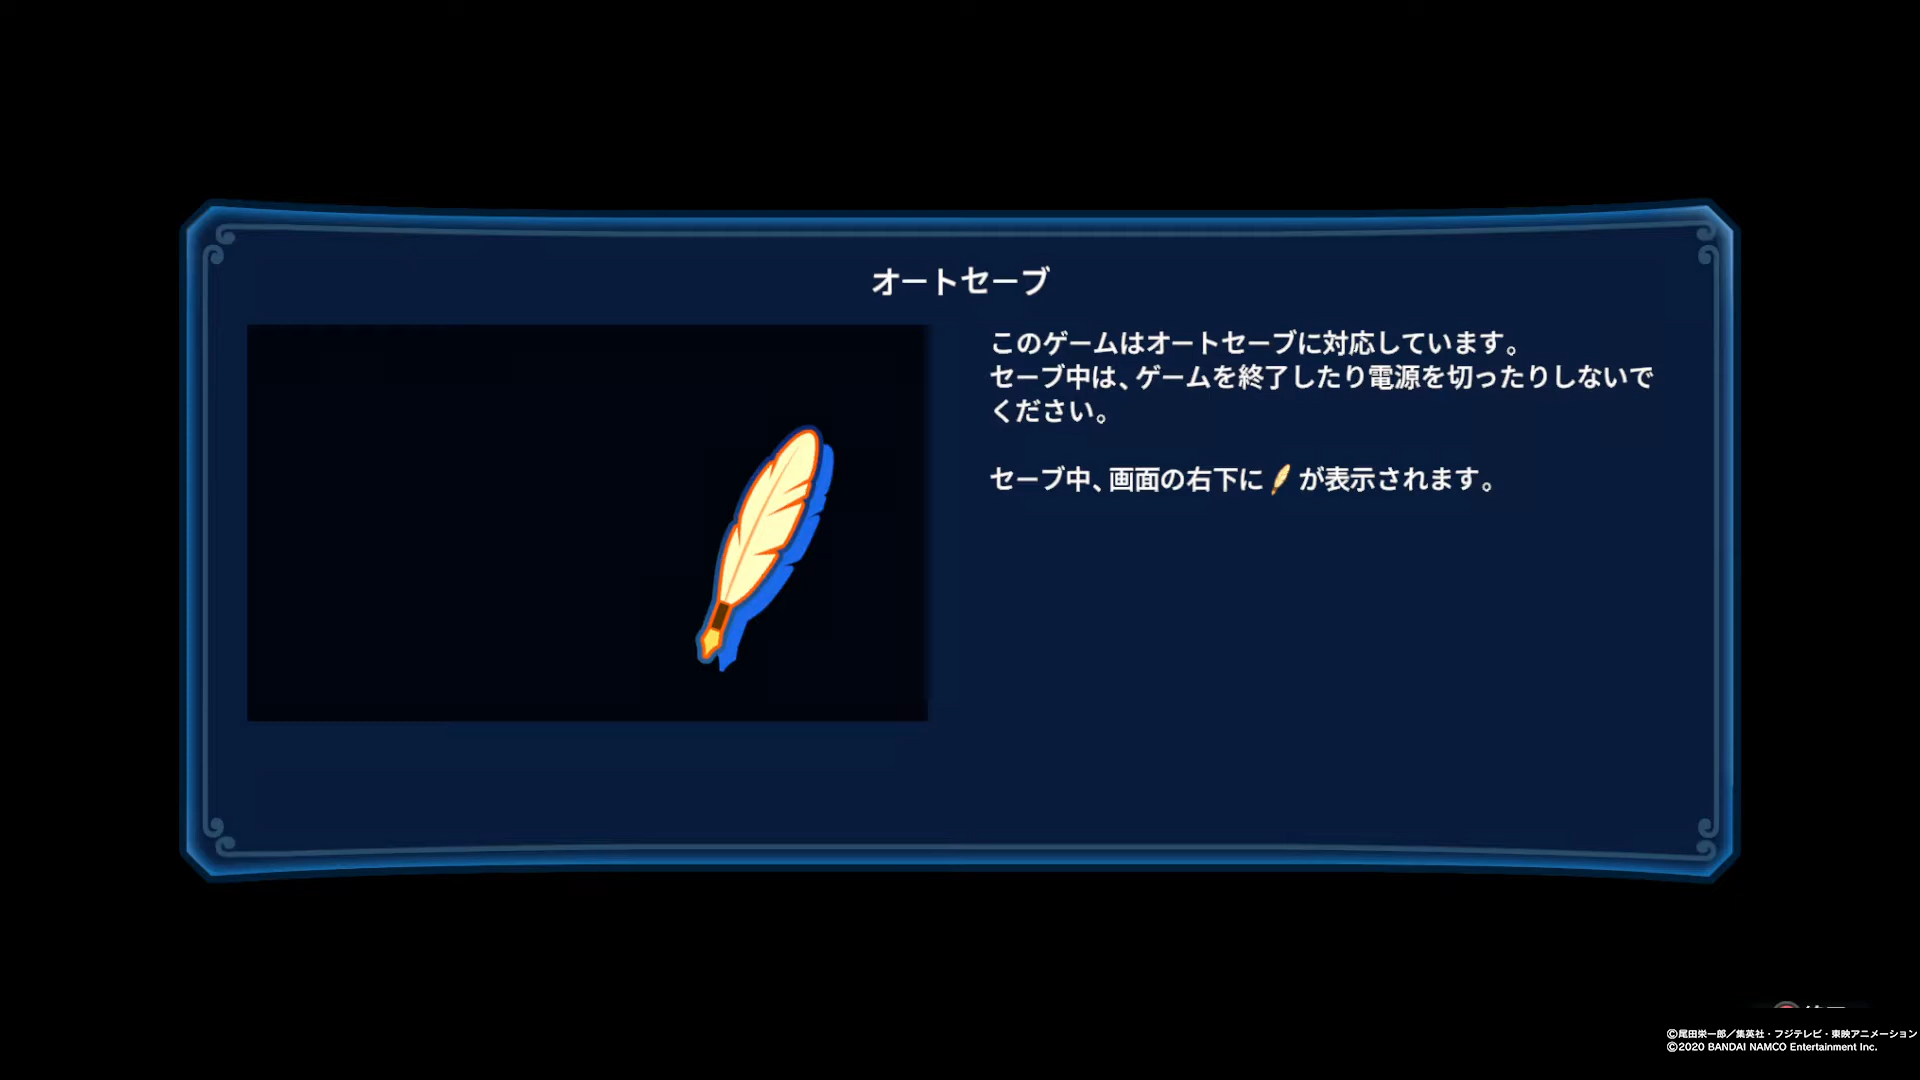 オートセーブ
このゲームはオートセーブに対応しています。
セーブ中は、ゲームを終了したり電源を切ったりしないで
ください。
セーブ中、画面の右下に が表示されます。
©尾田栄一郎／集英社・フジテレビ・東映アニメーション
©2020 BANDAI NAMCO Entertainment Inc.